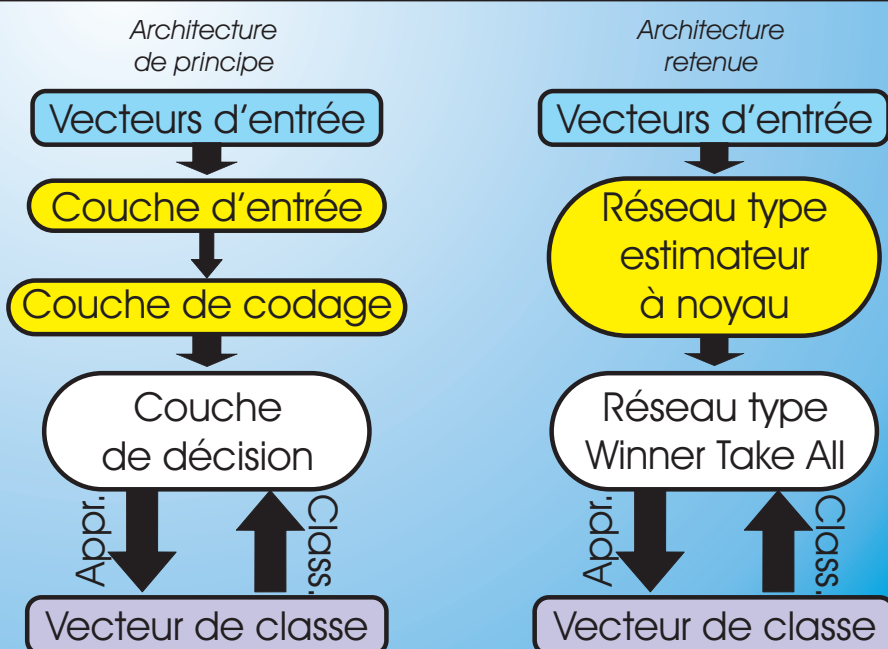 Architecture
de principe
Vecteurs d'entrée
Couche d'entrée
Couche de codage
Couche
de décision
Appr.
Class.
Vecteur de classe
Architecture
retenue
Vecteurs d'entrée
Réseau type
estimateur
à noyau
Réseau type
Winner Take All
Appr.
Class.
Vecteur de classe